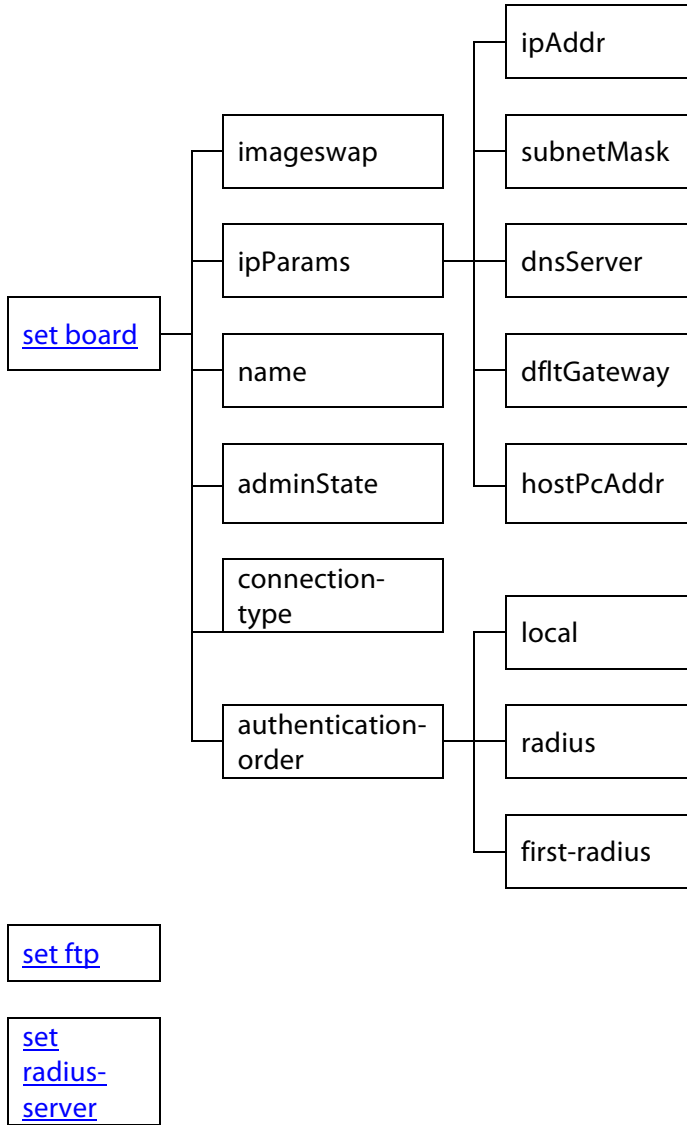 set board
imageswap
ipParams
name
adminState
connection-
type
authentication-
order
ipAddr
subnetMask
dnsServer
dfltGateway
hostPcAddr
local
radius
first-radius
set ftp
set
radius-
server